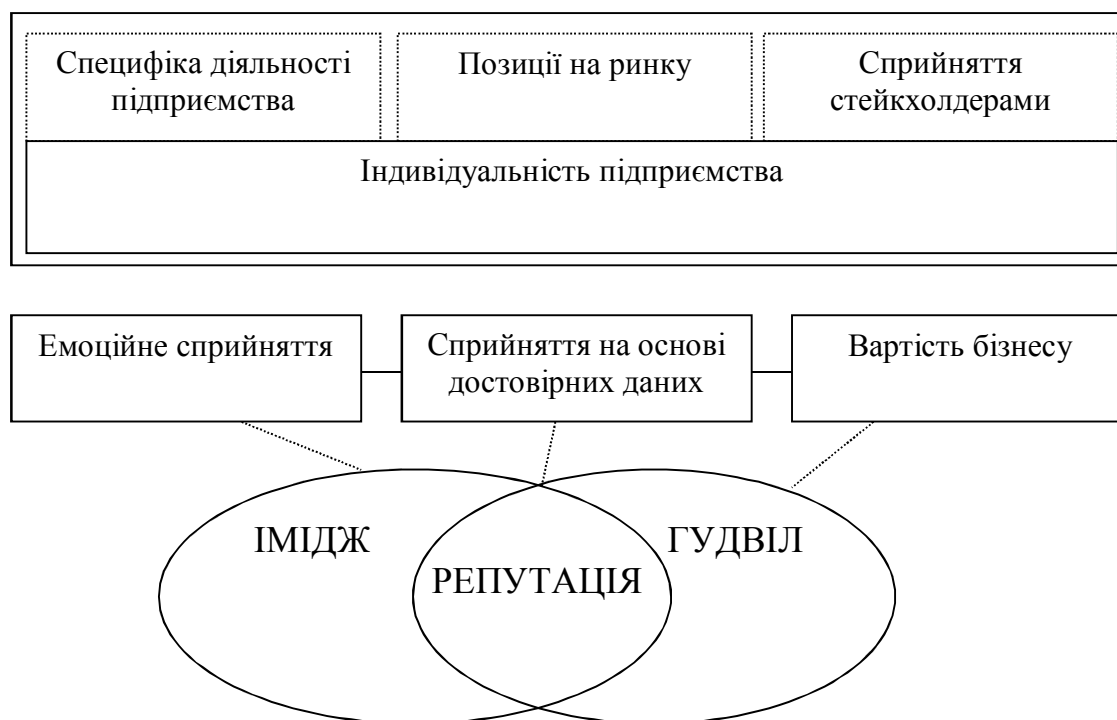 Специфіка діяльності
підприємства
Позиції на ринку
Сприйняття
стейкхолдерами
Індивідуальність підприємства
Емоційне сприйняття
Сприйняття на основі
достовірних даних
Вартість бізнесу
ІМІДЖ
ГУДВІЛ
РЕПУТАЦІЯ